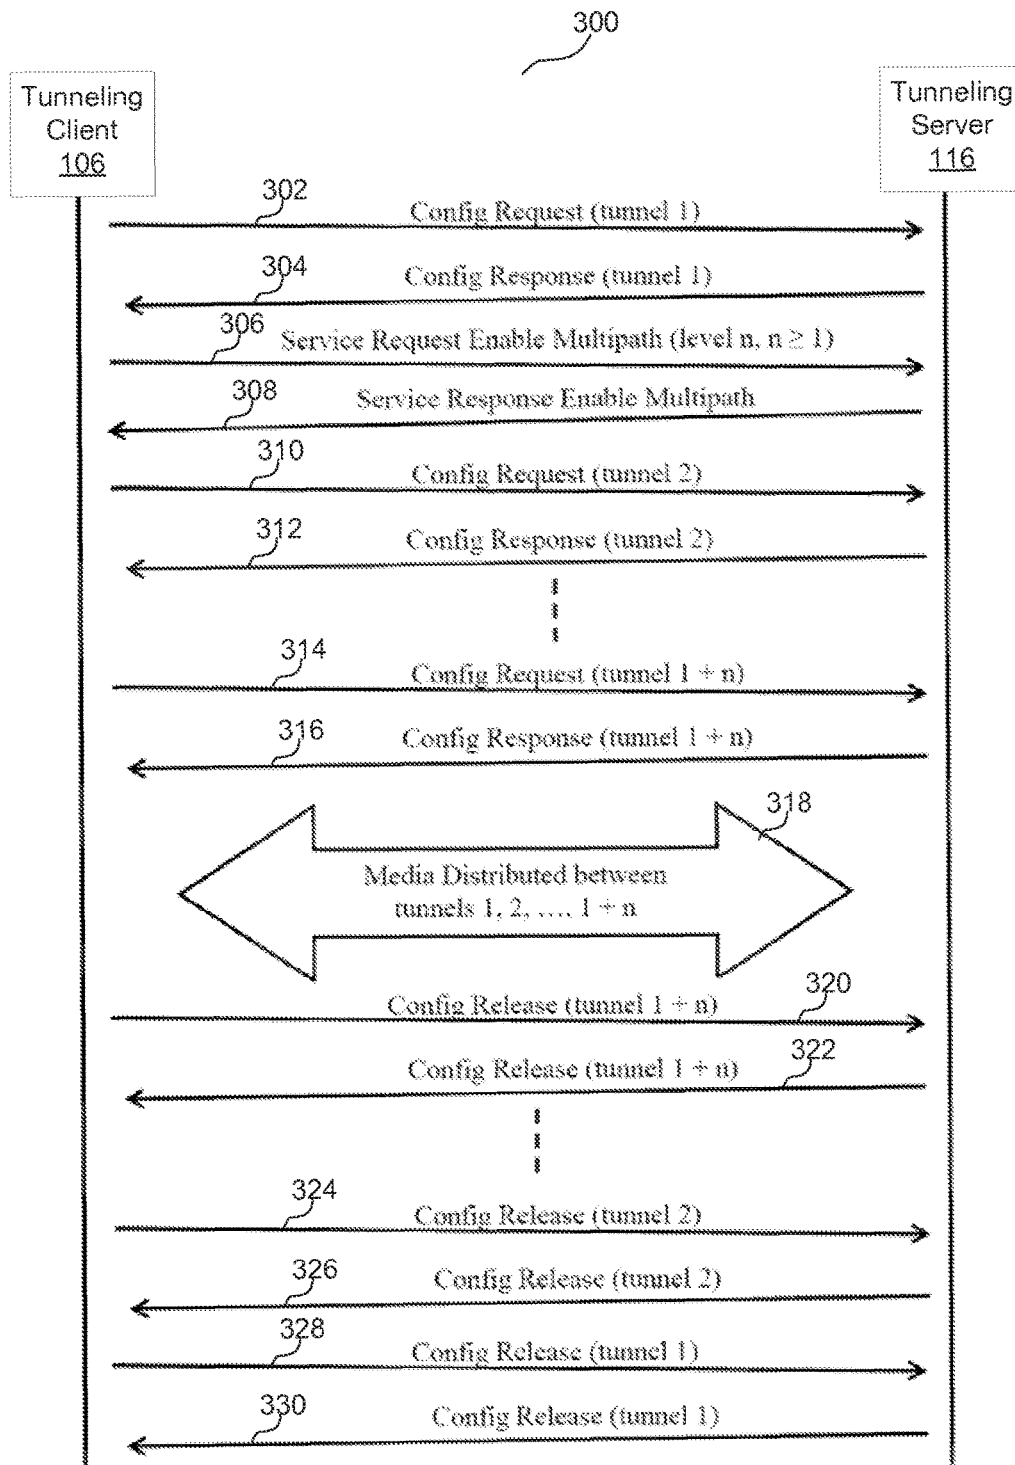 300
Tunneling
Client
106
Tunneling
Server
116
302
Config Request (tunnel 1)
304
Config Response (tunnel 1)
306
Service Request Enable Multipath (level n, n ≥ 1)
308
Service Response Enable Multipath
310
Config Request (tunnel 2)
312
Config Response (tunnel 2)
314
Config Request (tunnel 1 + n)
316
Config Response (tunnel 1 + n)
318
Media Distributed between
tunnels 1, 2, …, 1 + n
320
Config Release (tunnel 1 + n)
322
Config Release (tunnel 1 + n)
324
Config Release (tunnel 2)
326
Config Release (tunnel 2)
328
Config Release (tunnel 1)
330
Config Release (tunnel 1)